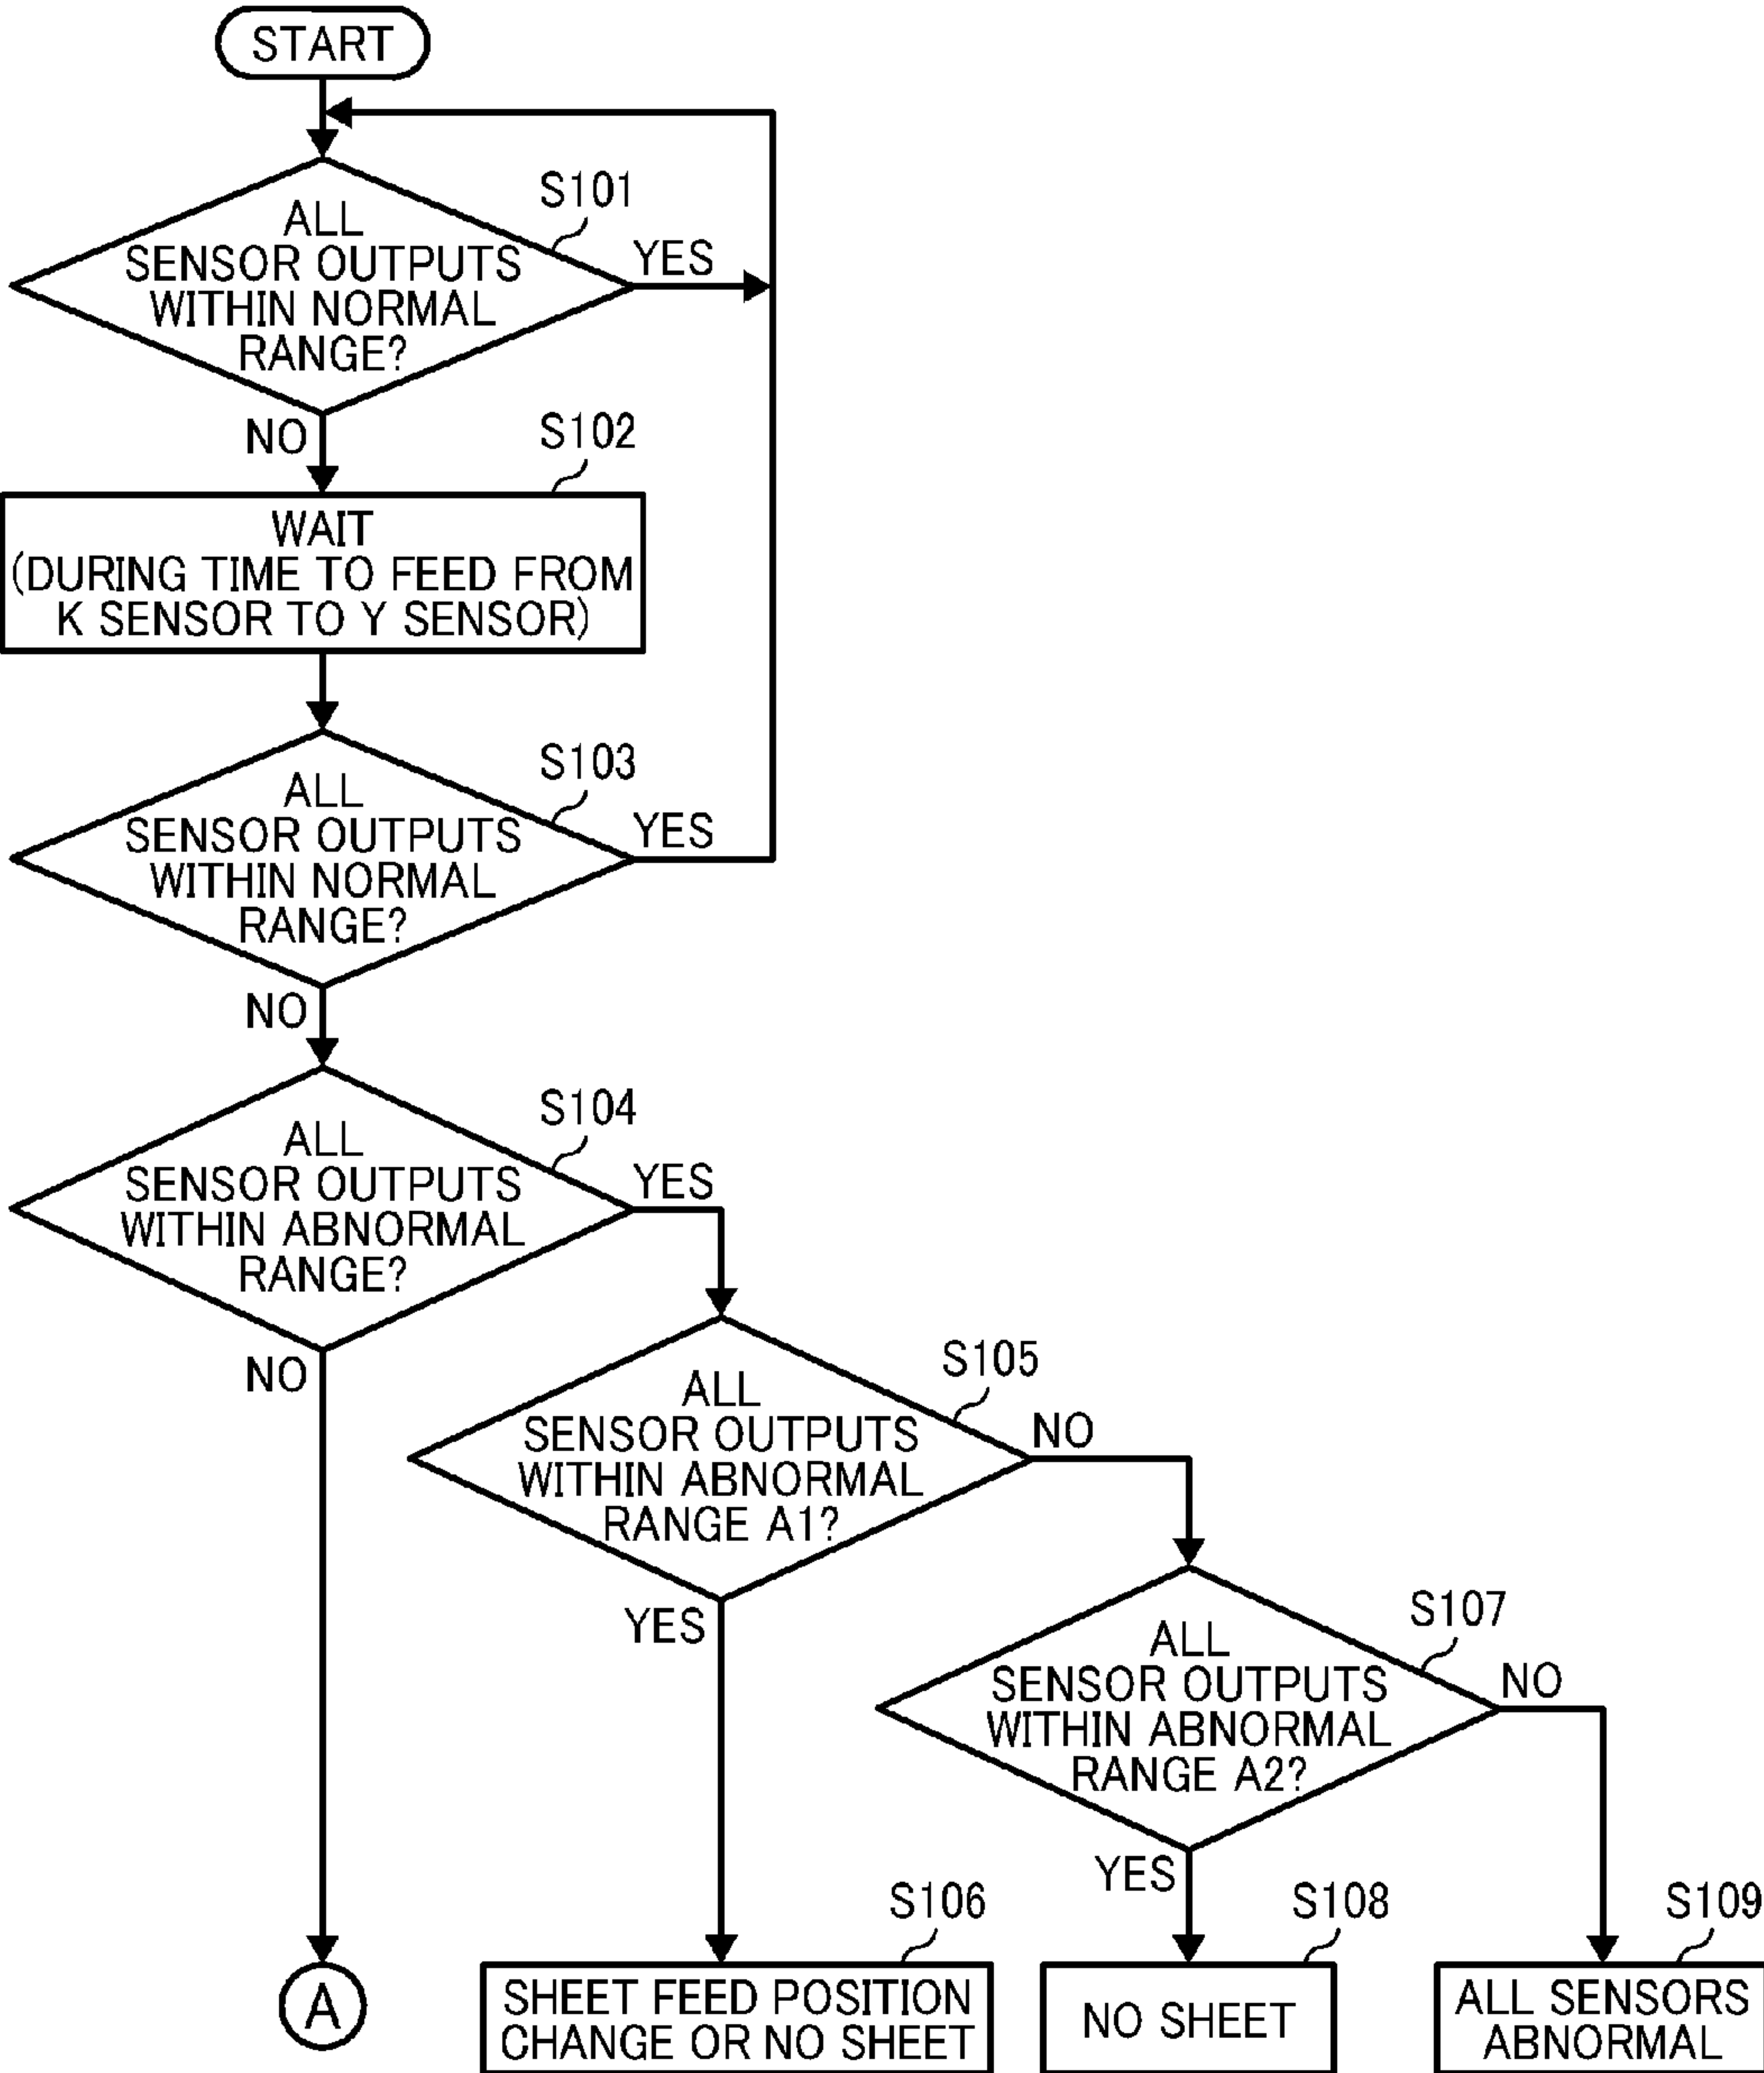 START
S101
ALL
SENSOR OUTPUTS
WITHIN NORMAL
RANGE?
YES
NO
S102
WAIT
(DURING TIME TO FEED FROM
K SENSOR TO Y SENSOR)
S103
ALL
SENSOR OUTPUTS
WITHIN NORMAL
RANGE?
YES
NO
S104
ALL
SENSOR OUTPUTS
WITHIN ABNORMAL
RANGE?
YES
NO
S105
ALL
SENSOR OUTPUTS
WITHIN ABNORMAL
RANGE A1?
NO
YES
S107
ALL
SENSOR OUTPUTS
WITHIN ABNORMAL
RANGE A2?
NO
YES
A
S106
SHEET FEED POSITION
CHANGE OR NO SHEET
S108
NO SHEET
S109
ALL SENSORS
ABNORMAL